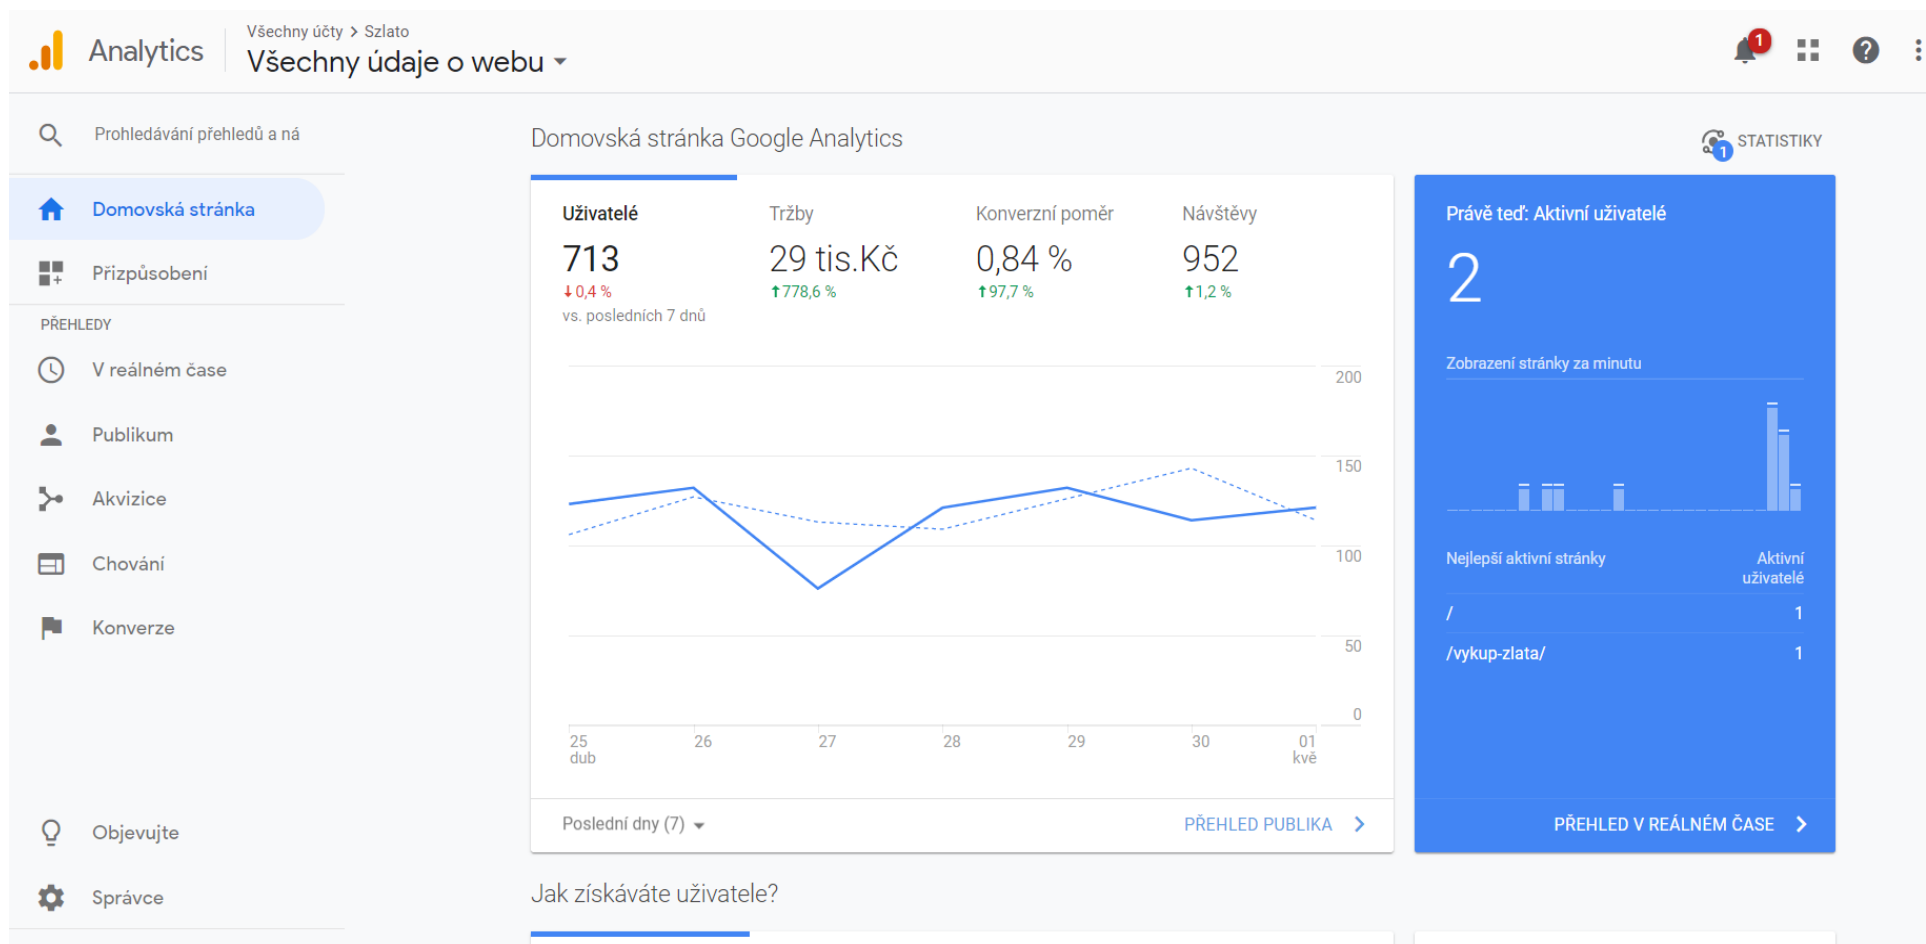 Analytics
Všechny účty > Szlato
Všechny údaje o webu
1
Prohledávání přehledů a ná
Domovská stránka
Přizpůsobení
PŘEHLEDY
V reálném čase
Publikum
Akvizice
Chování
Konverze
Objevujte
Správce
Domovská stránka Google Analytics
1 STATISTIKY
Uživatelé Tržby Konverzní poměr Návštěvy
713 29 tis.Kč 0,84 % 952
0,4 % 778,6 % 97,7 % 1,2 %
vs. posledních 7 dnů
200
150
100
50
0
25 26 27 28 29 30 01
dub kvě
Poslední dny (7) PŘEHLED PUBLIKA
Právě teď: Aktivní uživatelé
2
Zobrazení stránky za minutu
Nejlepší aktivní stránky Aktivní
uživatelé
/ 1
/vykup-zlata/ 1
PŘEHLED V REÁLNÉM ČASE
Jak získáváte uživatele?